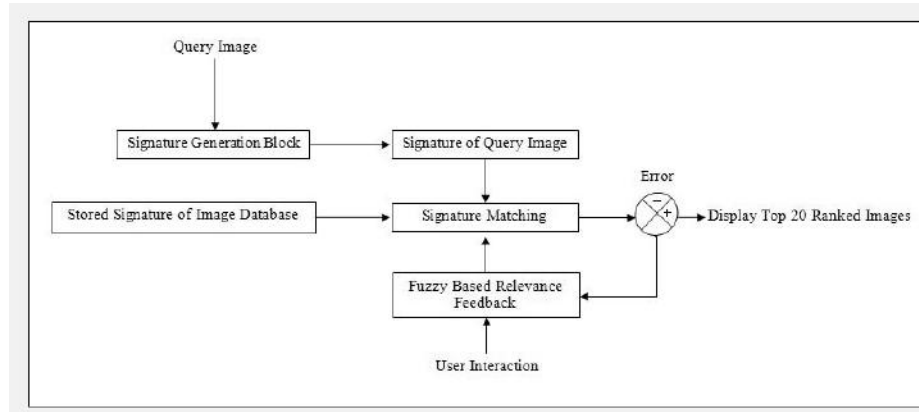 Query Image
Signature Generation Block
Signature of Query Image
Error
Stored Signature of Image Database
Signature Matching
−
+
Display Top 20 Ranked Images
Fuzzy Based Relevance
Feedback
User Interaction